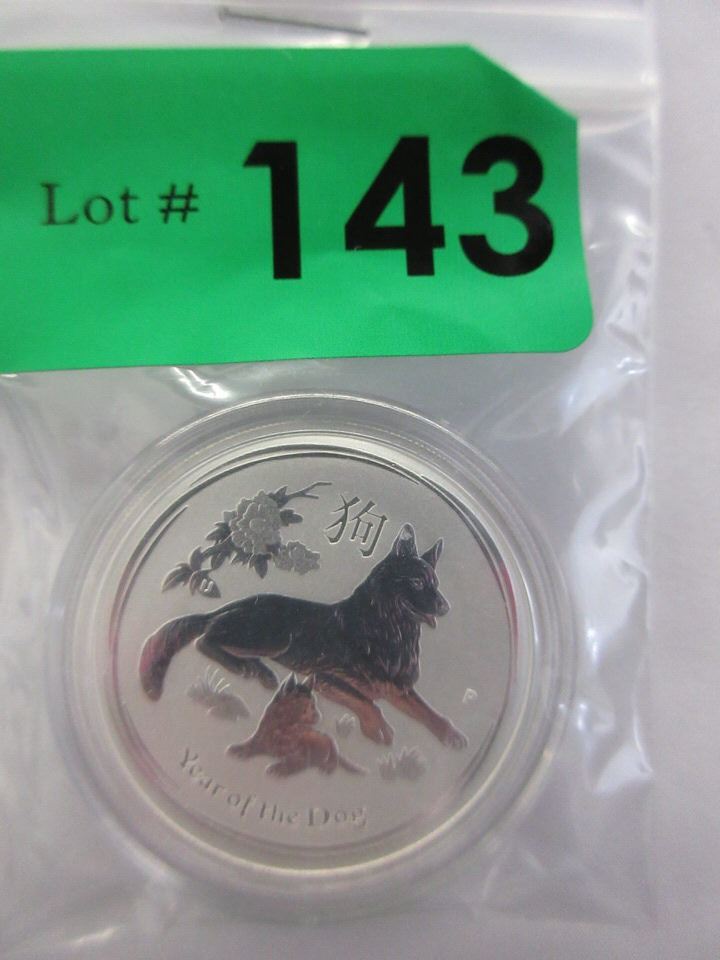 Lot # 143
狗
P
Year of the Dog